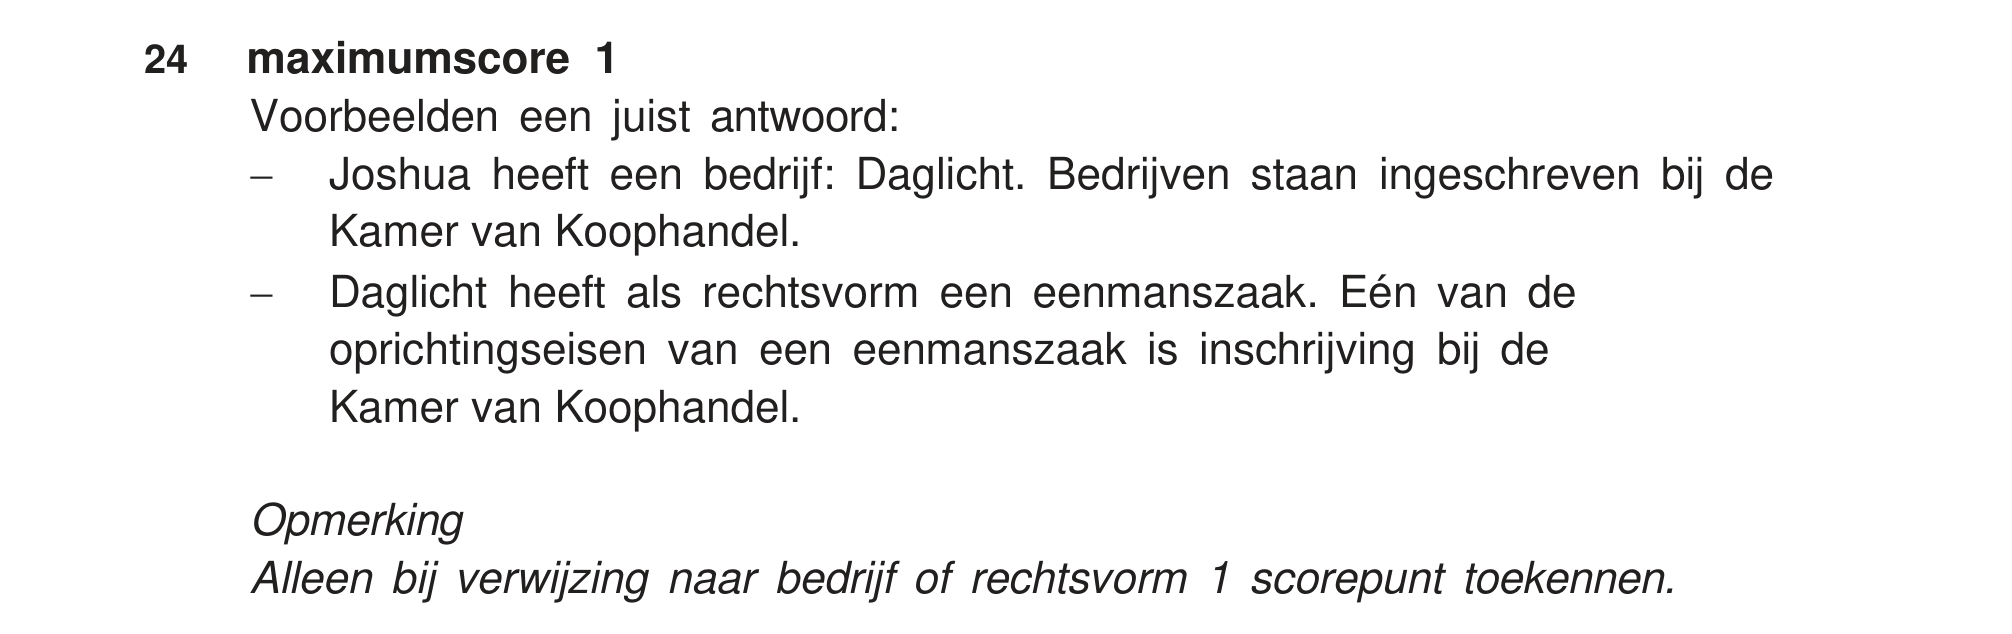 24 maximumscore 1
Voorbeelden een juist antwoord:
– Joshua heeft een bedrijf: Daglicht. Bedrijven staan ingeschreven bij de
Kamer van Koophandel.
– Daglicht heeft als rechtsvorm een eenmanszaak. Eén van de
oprichtingseisen van een eenmanszaak is inschrijving bij de
Kamer van Koophandel.
Opmerking
Alleen bij verwijzing naar bedrijf of rechtsvorm 1 scorepunt toekennen.